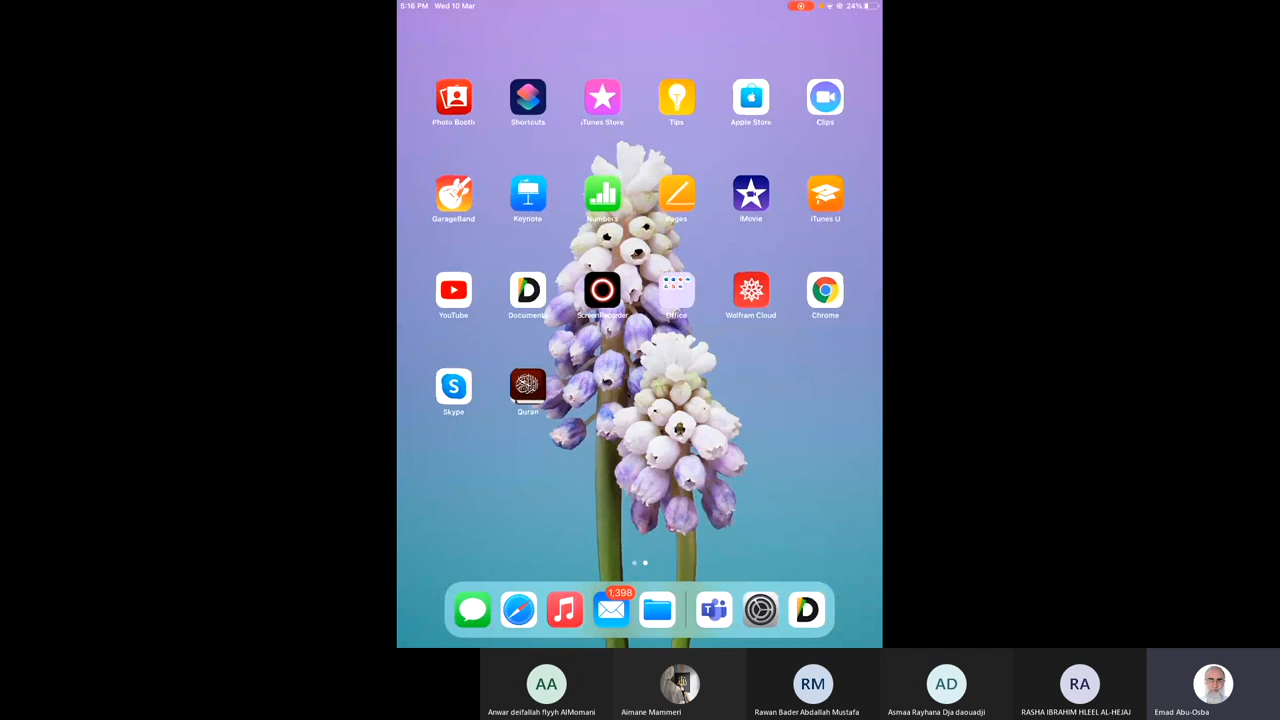 5:16 PM Wed 10 Mar 24%
Photo Booth Shortcuts iTunes Store Tips Apple Store Clips
GarageBand Keynote Numbers Pages iMovie iTunes U
YouTube Documents ScreenRecorder Office Wolfram Cloud Chrome
S
Skype Quran
1,398
AA RM AD RA
Anwar deifallah flyyh AlMomani Aimane Mammeri Rawan Bader Abdallah Mustafa Asmaa Rayhana Dja daouadji RASHA IBRAHIM HLEEL AL-HEJAJ Emad Abu-Osba